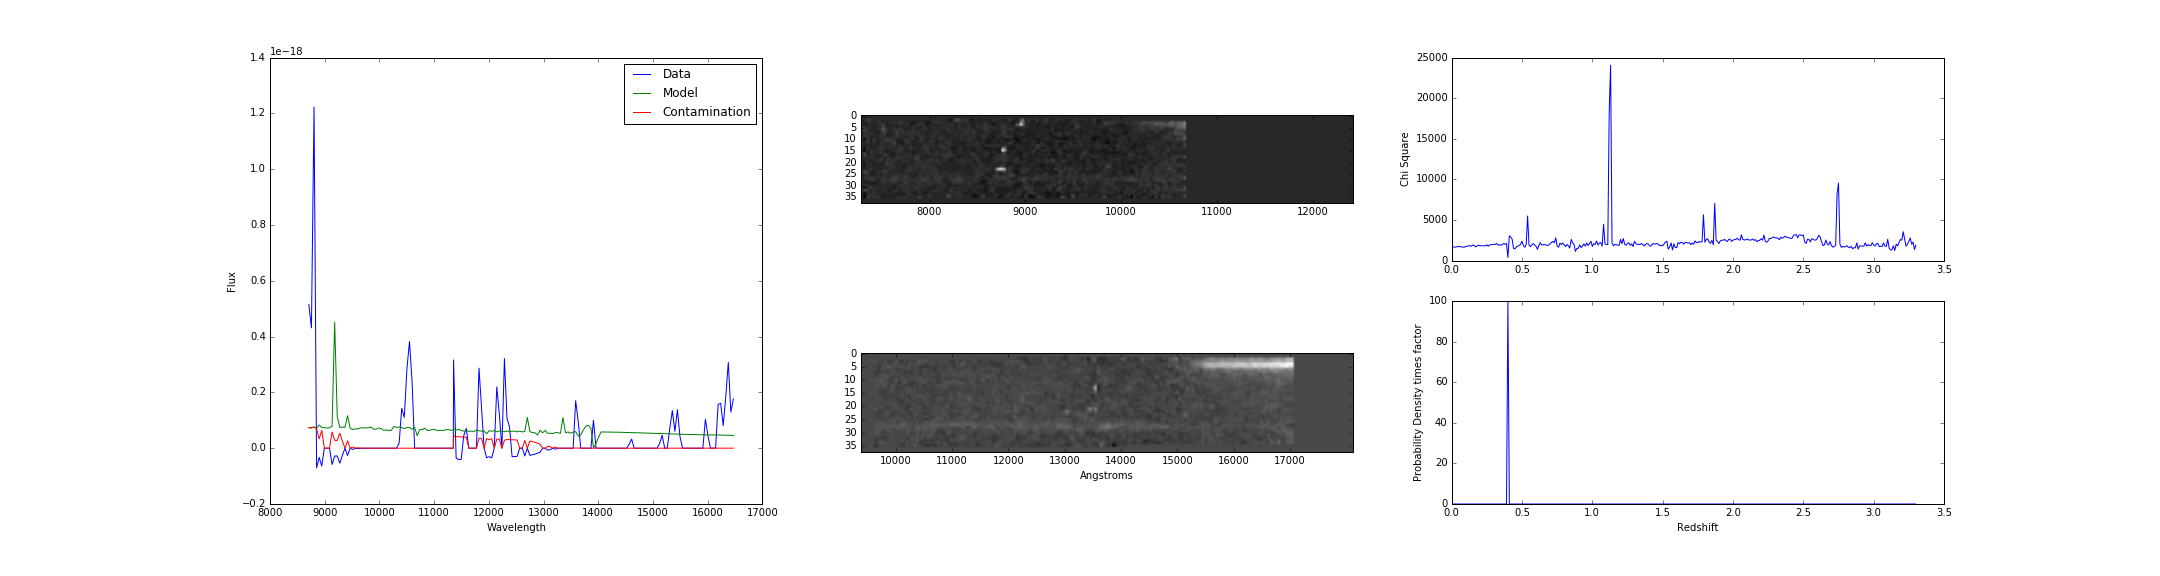 1e−18
1.4
1.2
1.0
0.8
0.6
0.4
0.2
0.0
−0.2
Flux
8000 9000 10000 11000 12000 13000 14000 15000 16000 17000
Wavelength
Data
Model
Contamination
0
5
10
15
20
25
30
35
8000 9000 10000 11000 12000
0
5
10
15
20
25
30
35
10000 11000 12000 13000 14000 15000 16000 17000
Angstroms
25000
20000
15000
10000
5000
0
Chi Square
0.0 0.5 1.0 1.5 2.0 2.5 3.0 3.5
100
80
60
40
20
0
Probability Density times factor
0.0 0.5 1.0 1.5 2.0 2.5 3.0 3.5
Redshift